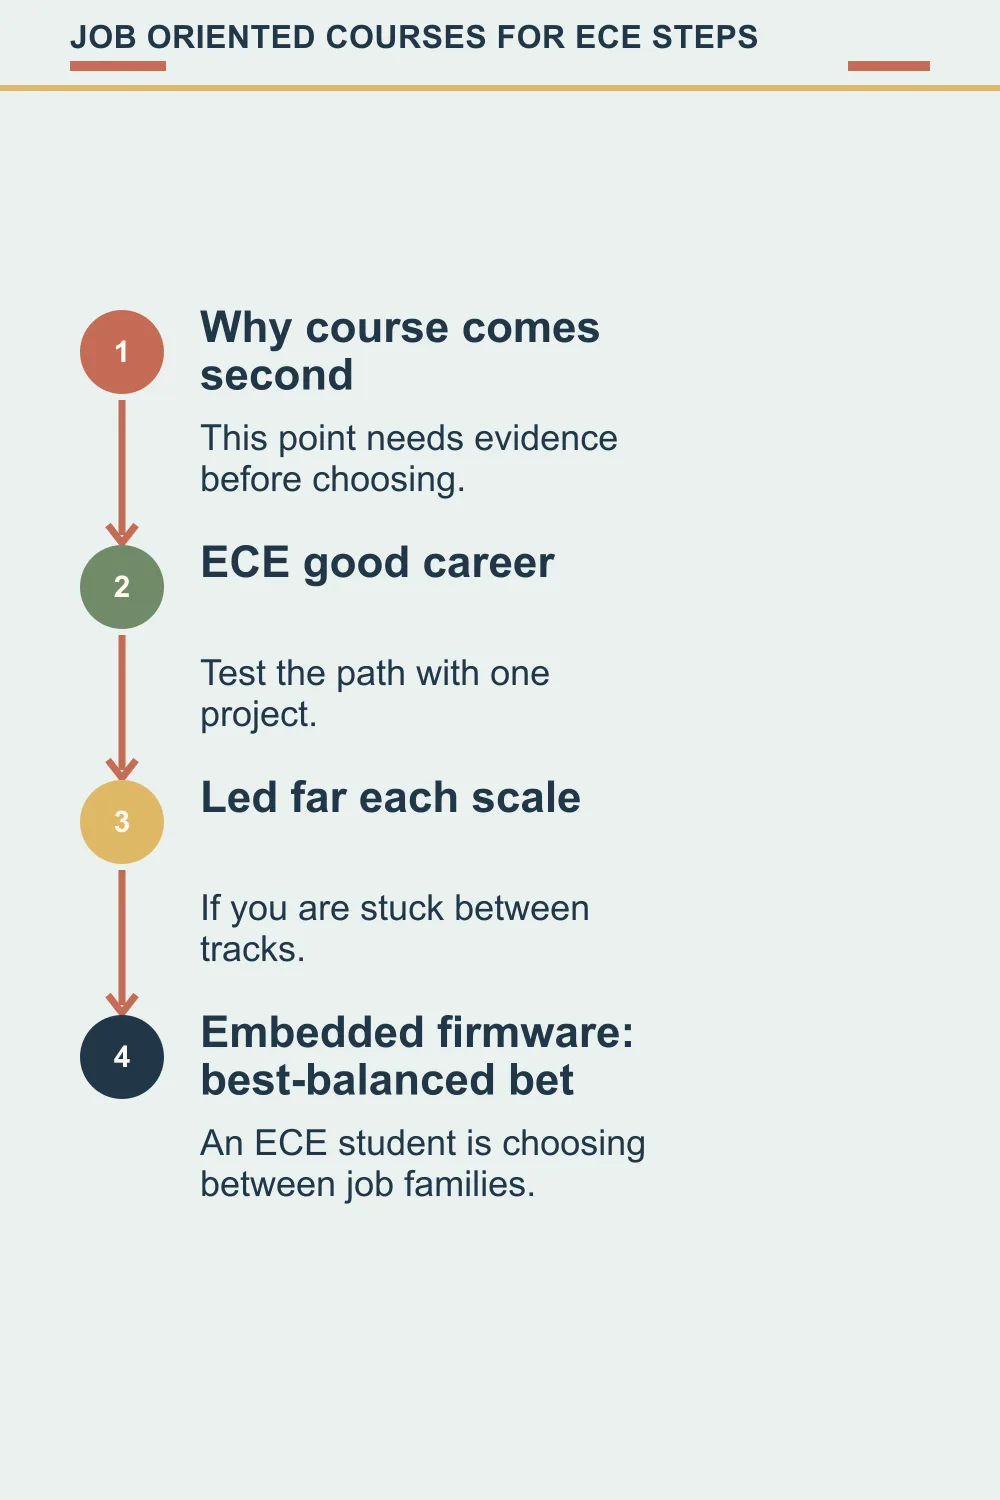 JOB ORIENTED COURSES FOR ECE STEPS
1
Why course comes
second
This point needs evidence
before choosing.
2
ECE good career
Test the path with one
project.
3
Led far each scale
If you are stuck between
tracks.
4
Embedded firmware:
best-balanced bet
An ECE student is choosing
between job families.